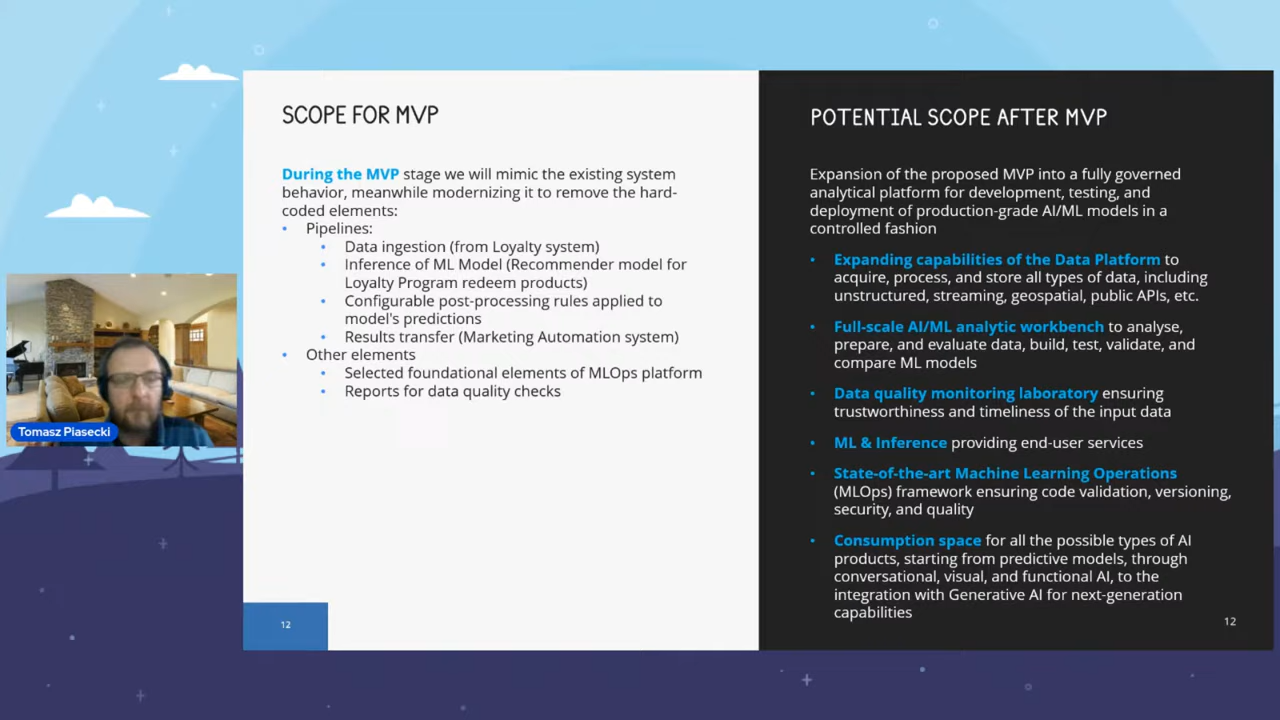 SCOPE FOR MVP
During the MVP stage we will mimic the existing system
behavior, meanwhile modernizing it to remove the hard-
coded elements:
• Pipelines:
• Data ingestion (from Loyalty system)
• Inference of ML Model (Recommender model for
Loyalty Program redeem products)
• Configurable post-processing rules applied to
model's predictions
• Results transfer (Marketing Automation system)
• Other elements
• Selected foundational elements of MLOps platform
• Reports for data quality checks
12
POTENTIAL SCOPE AFTER MVP
Expansion of the proposed MVP into a fully governed
analytical platform for development, testing, and
deployment of production-grade AI/ML models in a
controlled fashion
• Expanding capabilities of the Data Platform to
acquire, process, and store all types of data, including
unstructured, streaming, geospatial, public APIs, etc.
• Full-scale AI/ML analytic workbench to analyse,
prepare, and evaluate data, build, test, validate, and
compare ML models
• Data quality monitoring laboratory ensuring
trustworthiness and timeliness of the input data
• ML & Inference providing end-user services
• State-of-the-art Machine Learning Operations
(MLOps) framework ensuring code validation, versioning,
security, and quality
• Consumption space for all the possible types of AI
products, starting from predictive models, through
conversational, visual, and functional AI, to the
integration with Generative AI for next-generation
capabilities
12
Tomasz Piasecki